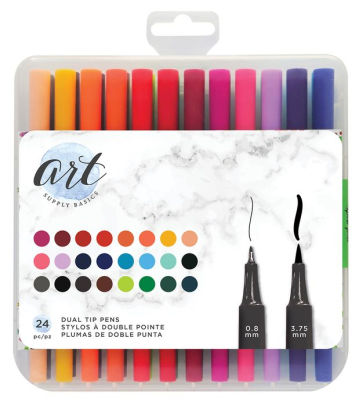 art
SUPPLY BASICS
24
pc/pz
DUAL TIP PENS
STYLOS À DOUBLE POINTE
PLUMAS DE DOBLE PUNTA
0.8
mm
3.75
mm